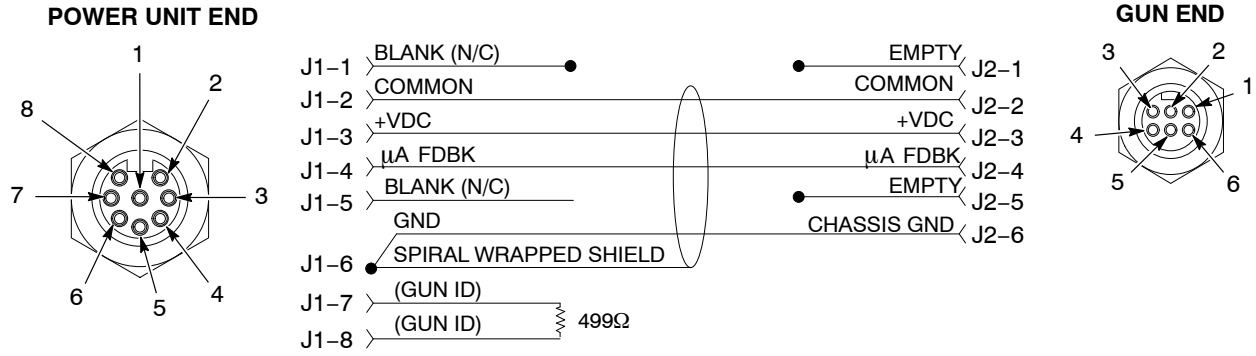 POWER UNIT END
GUN END
1
2
3
4
5
6
7
8
J1−1 BLANK (N/C) EMPTY J2−1
J1−2 COMMON COMMON J2−2
J1−3 +VDC +VDC J2−3
J1−4 μA FDBK μA FDBK J2−4
J1−5 BLANK (N/C) EMPTY J2−5
GND CHASSIS GND J2−6
J1−6 SPIRAL WRAPPED SHIELD
J1−7 (GUN ID)
499Ω
J1−8 (GUN ID)
3
2
1
4
5
6